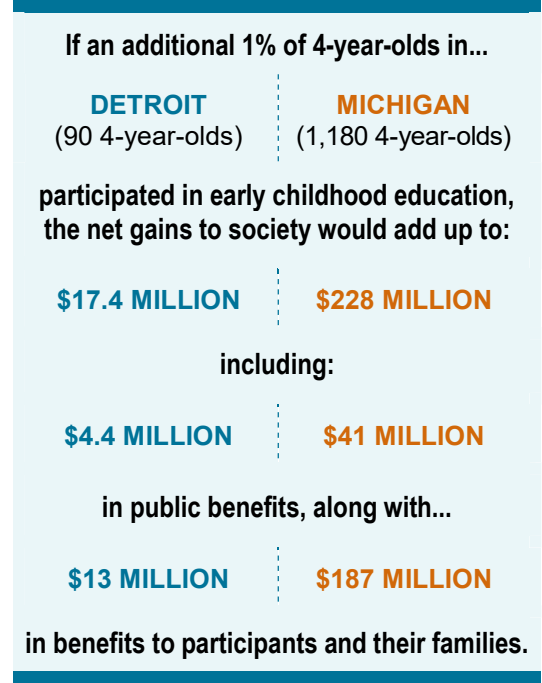 If an additional 1% of 4-year-olds in...
DETROIT
(90 4-year-olds)
MICHIGAN
(1,180 4-year-olds)
participated in early childhood education,
the net gains to society would add up to:
$17.4 MILLION
$228 MILLION
including:
$4.4 MILLION
$41 MILLION
in public benefits, along with...
$13 MILLION
$187 MILLION
in benefits to participants and their families.